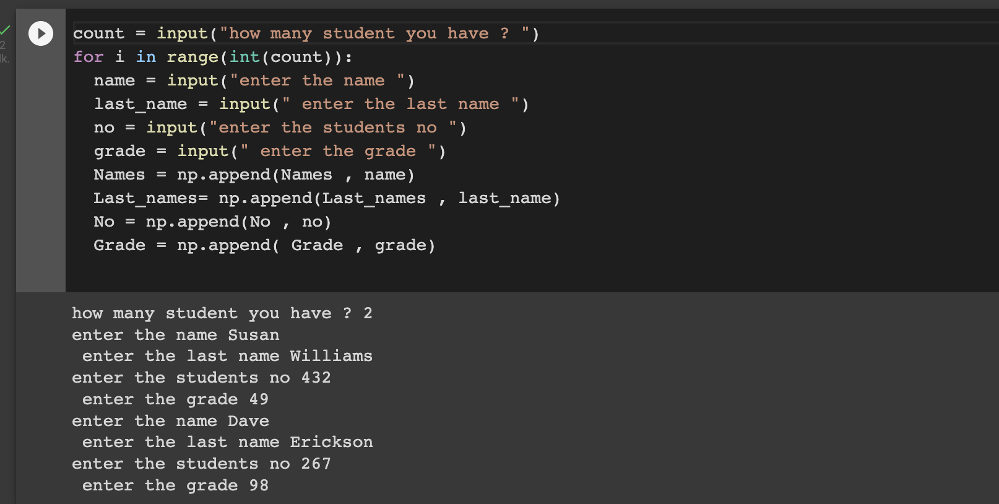 count = input("how many student you have ? ")
for i in range(int(count)):
  name = input("enter the name ")
  last_name = input(" enter the last name ")
  no = input("enter the students no ")
  grade = input(" enter the grade ")
  Names = np.append(Names , name)
  Last_names= np.append(Last_names , last_name)
  No = np.append(No , no)
  Grade = np.append( Grade , grade)
2
dk.
how many student you have ? 2
enter the name Susan
 enter the last name Williams
enter the students no 432
 enter the grade 49
enter the name Dave
 enter the last name Erickson
enter the students no 267
 enter the grade 98